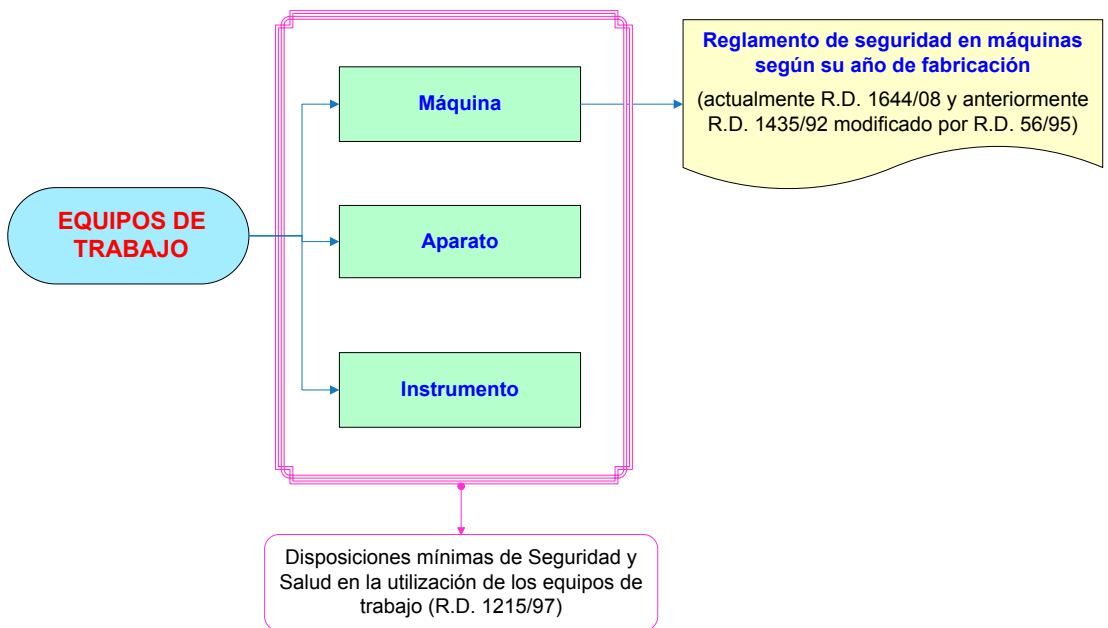 EQUIPOS DE
TRABAJO
Máquina
Aparato
Instrumento
Reglamento de seguridad en máquinas
según su año de fabricación
(actualmente R.D. 1644/08 y anteriormente
R.D. 1435/92 modificado por R.D. 56/95)
Disposiciones mínimas de Seguridad y
Salud en la utilización de los equipos de
trabajo (R.D. 1215/97)